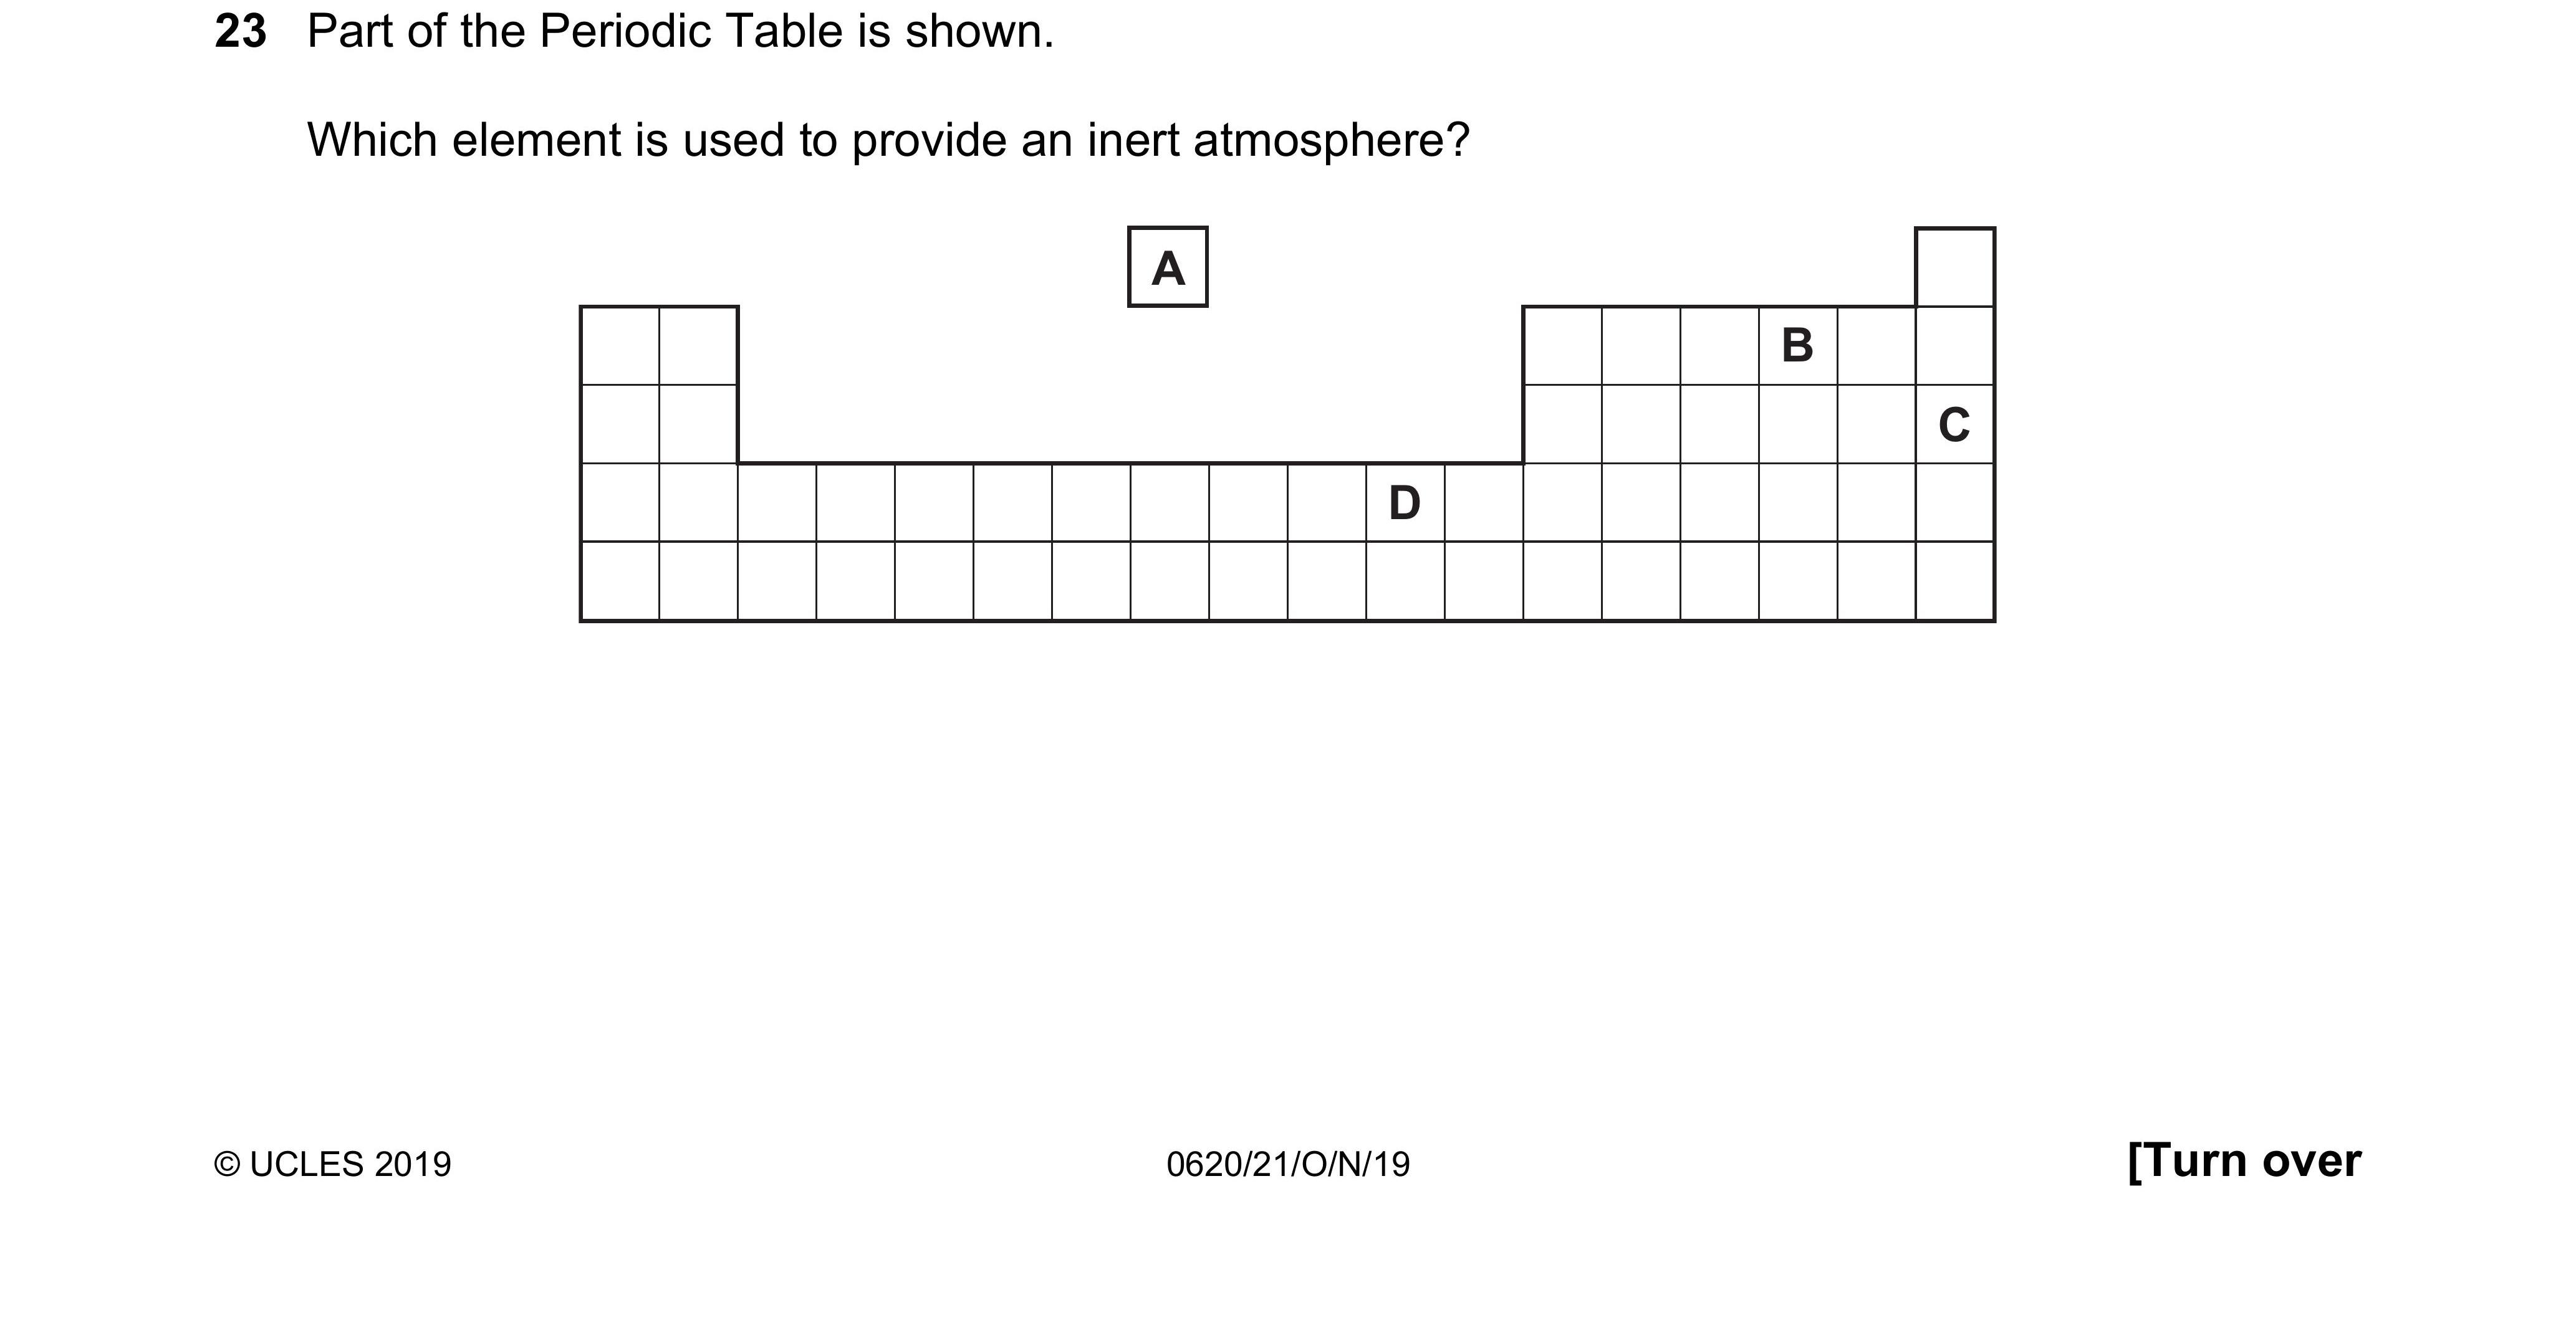 23 Part of the Periodic Table is shown.
Which element is used to provide an inert atmosphere?
A
B
C
D
© UCLES 2019 0620/21/O/N/19 [Turn over